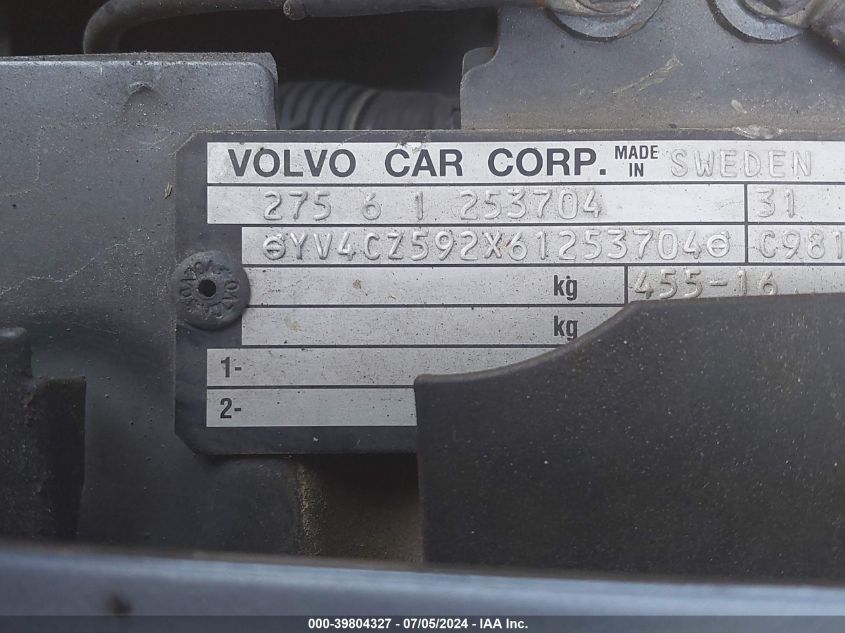 VOLVO CAR CORP. MADE IN SWEDEN
275 6 1 253704 31
YV4CZ592X61253704 C981
kg 455-16
kg
1-
2-
000-39804327 - 07/05/2024 - IAA Inc.